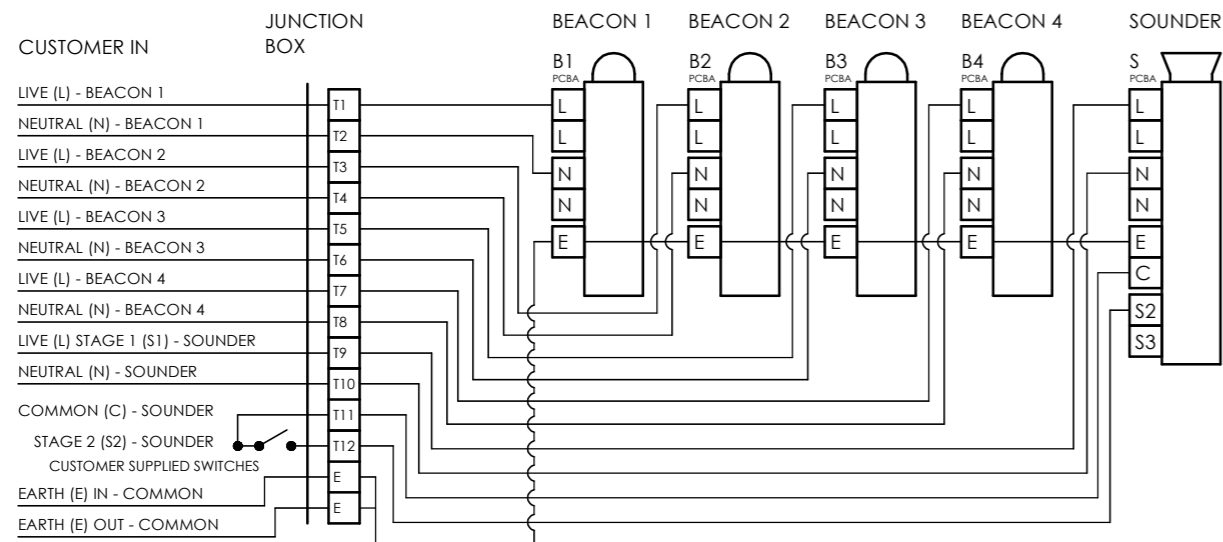 JUNCTION BOX
BEACON 1
BEACON 2
BEACON 3
BEACON 4
SOUNDER
CUSTOMER IN
B1
PCBA
B2
PCBA
B3
PCBA
B4
PCBA
S
PCBA
LIVE (L) - BEACON 1
NEUTRAL (N) - BEACON 1
LIVE (L) - BEACON 2
NEUTRAL (N) - BEACON 2
LIVE (L) - BEACON 3
NEUTRAL (N) - BEACON 3
LIVE (L) - BEACON 4
NEUTRAL (N) - BEACON 4
LIVE (L) STAGE 1 (S1) - SOUNDER
NEUTRAL (N) - SOUNDER
COMMON (C) - SOUNDER
STAGE 2 (S2) - SOUNDER
CUSTOMER SUPPLIED SWITCHES
EARTH (E) IN - COMMON
EARTH (E) OUT - COMMON
T1
T2
T3
T4
T5
T6
T7
T8
T9
T10
T11
T12
E
E
L
L
N
N
E
L
L
N
N
E
L
L
N
N
E
L
L
N
N
E
L
L
N
N
E
C
S2
S3